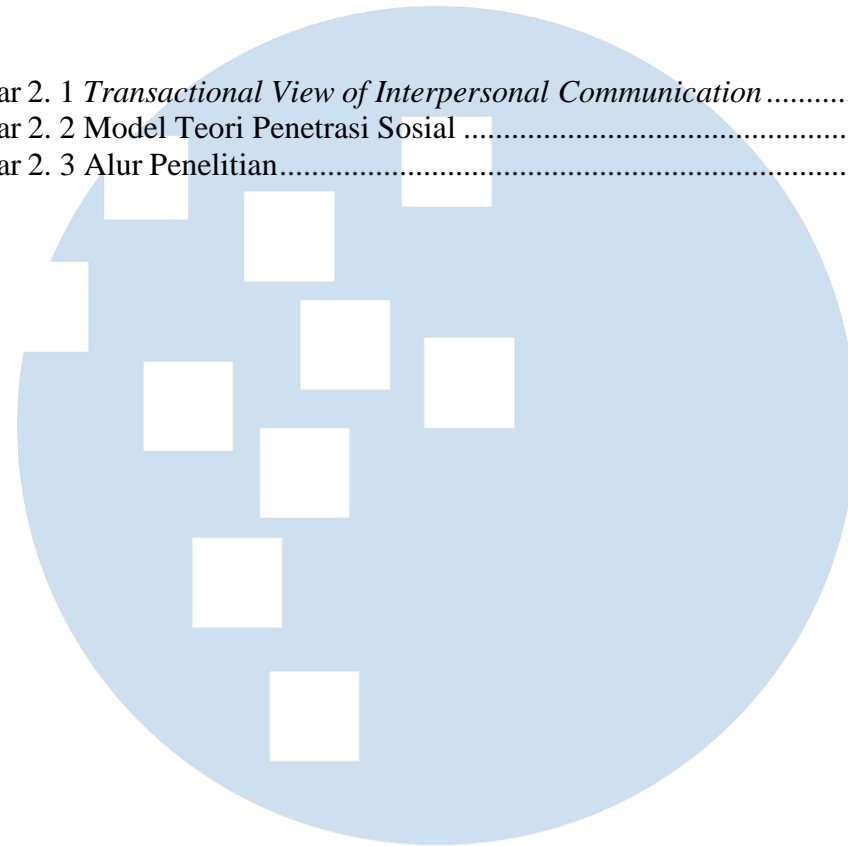 ar 2. 1 Transactional View of Interpersonal Communication...........
ar 2. 2 Model Teori Penetrasi Sosial ..................................................
ar 2. 3 Alur Penelitian..........................................................................